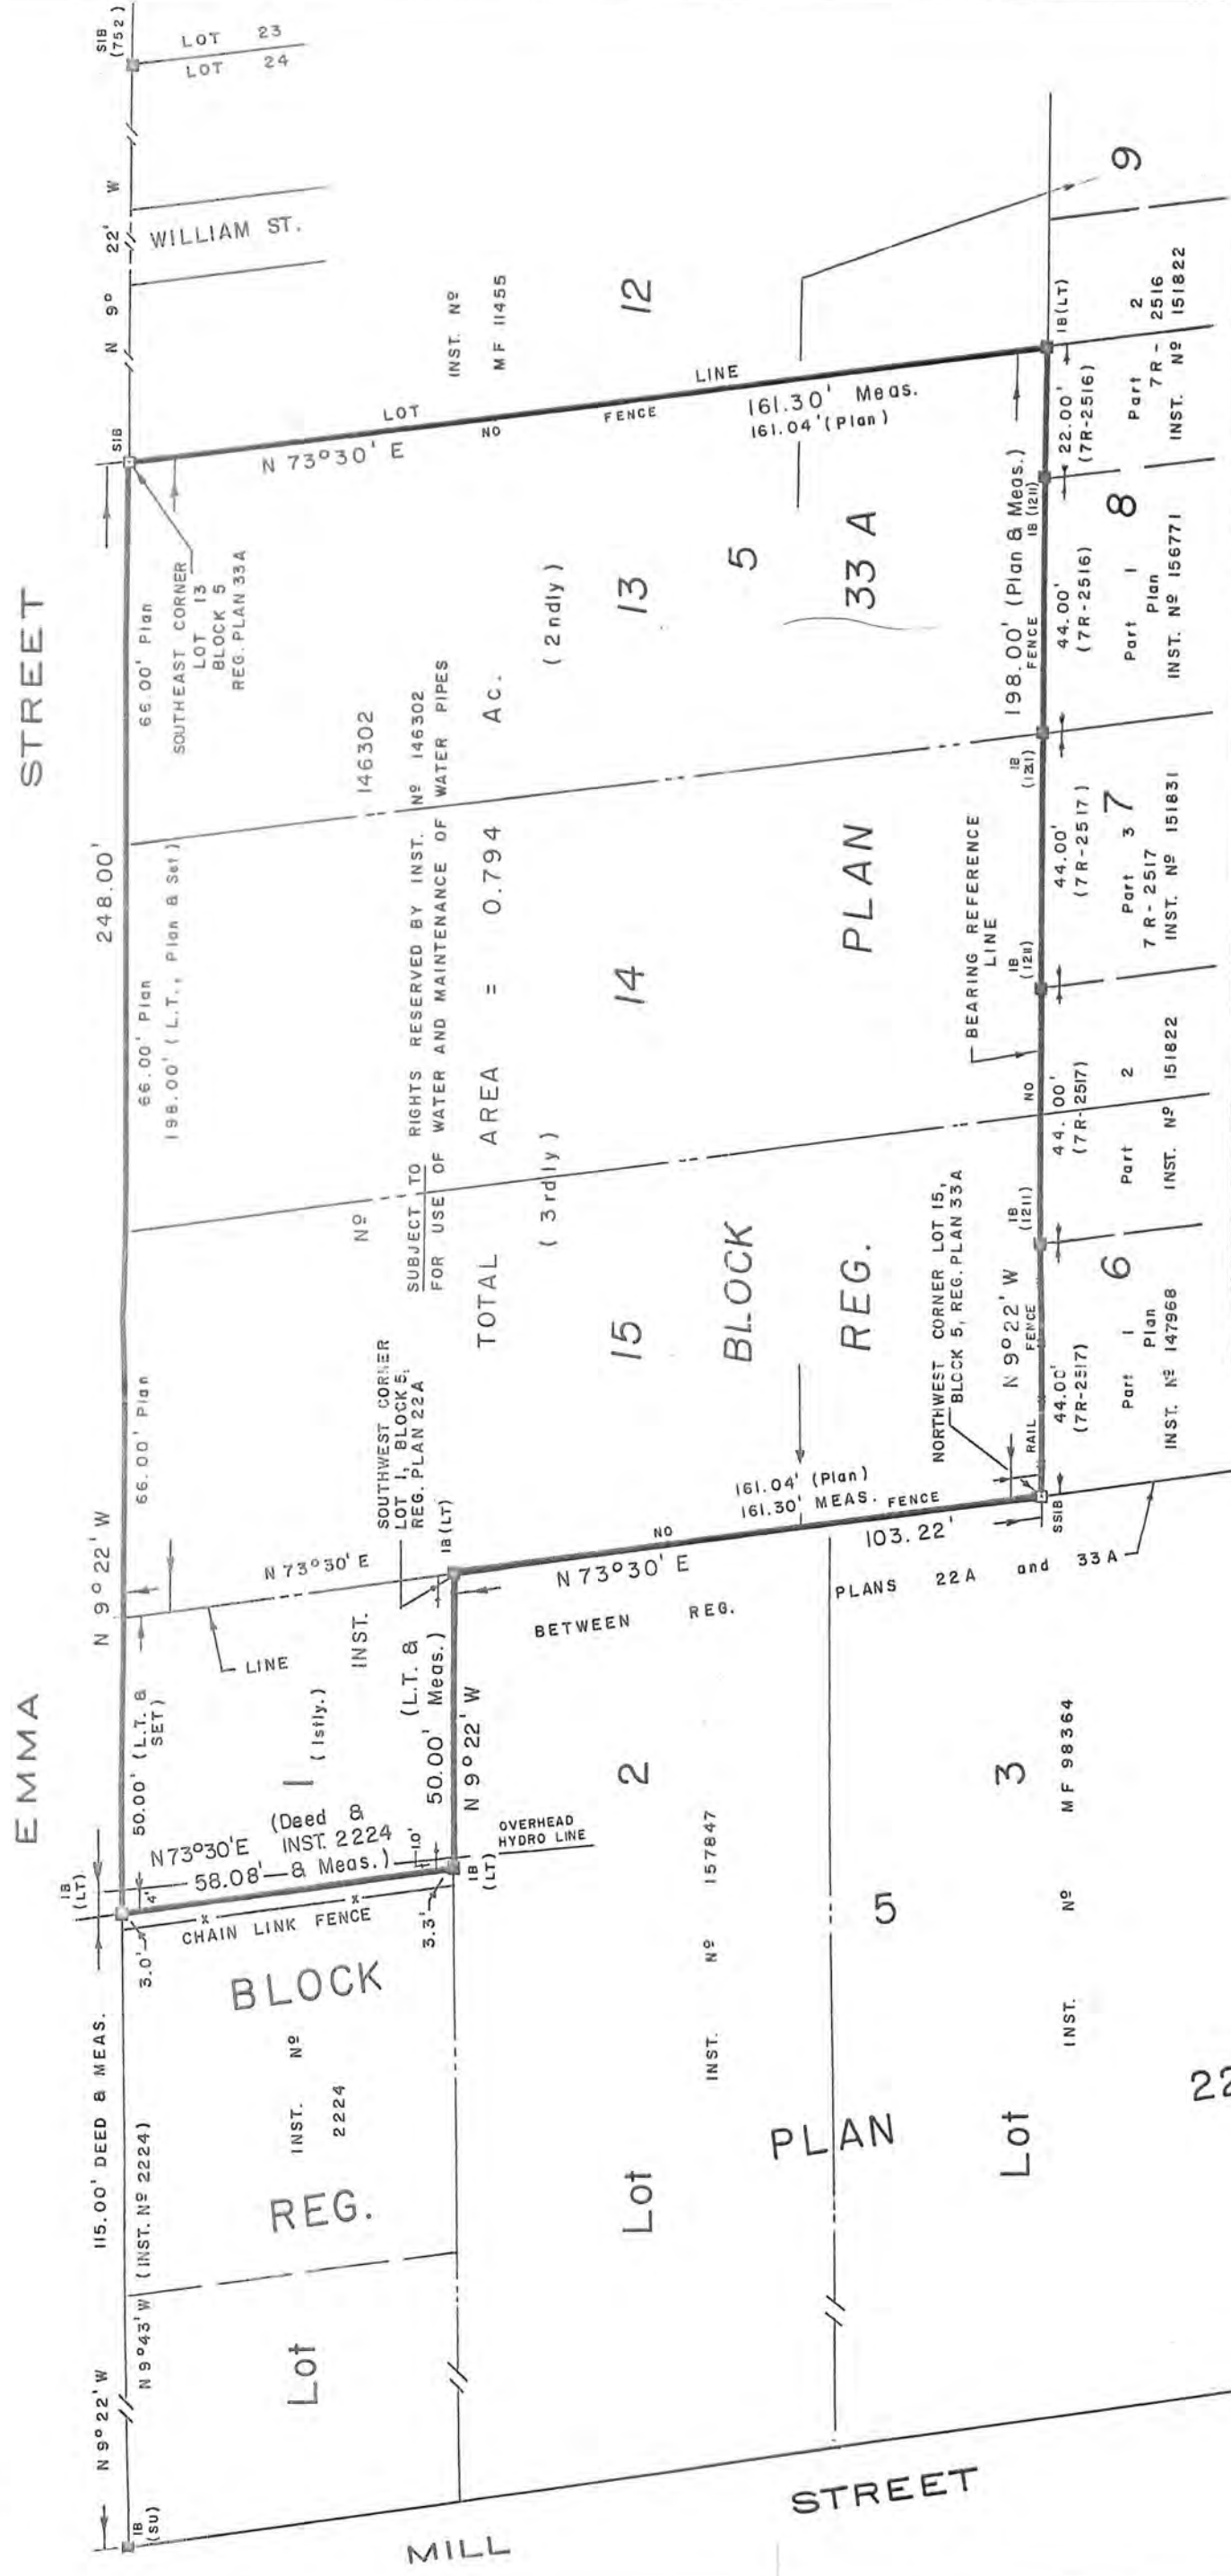 EMMA STREET
SIB
(752)
LOT 23
LOT 24
N 9° 22' W
WILLIAM ST.
248.00'
N 9° 22' W
SIB
66.00' Plan
66.00' Plan
66.00' Plan
198.00' (L.T., Plan & Set)
SOUTHEAST CORNER
LOT 13
BLOCK 5
REG. PLAN 33A
LOT LINE
NO FENCE
N 73°30' E
161.30' Meas.
161.04' (Plan)
INST. Nº
MF 11455
12
9
INST. Nº 146302
SUBJECT TO RIGHTS RESERVED BY INST. Nº 146302
FOR USE OF WATER AND MAINTENANCE OF WATER PIPES
TOTAL AREA = 0.794 AC.
(3rdly)
(2ndly)
15
14
13
BLOCK 5
REG. PLAN 33A
SOUTHWEST CORNER
LOT 1, BLOCK 5,
REG. PLAN 22A
IB (LT)
N 73°30' E
LINE
BETWEEN REG. PLANS 22A and 33A
N 73°30' E
NO FENCE
161.04' (Plan)
161.30' MEAS.
103.22'
NORTHWEST CORNER LOT 15,
BLOCK 5, REG. PLAN 33A
SSIB
N 9°22' W
RAIL FENCE
BEARING REFERENCE
LINE
NO FENCE
198.00' (Plan & Meas.)
IB
(1211)
IB
(1211)
IB
(1211)
IB (1211)
IB (LT)
44.00'
(7R-2517)
44.00'
(7R-2517)
44.00'
(7R-2517)
44.00'
(7R-2516)
22.00'
(7R-2516)
6
Part 1
Plan
INST. Nº 147968
Part 2
INST. Nº 151822
7
Part 3
7R-2517
INST. Nº 151831
8
Part 1
Plan
INST. Nº 156771
Part 2
7R-2516
INST. Nº 151822
50.00' (L.T. &
SET)
1
(1stly.)
50.00' (L.T. &
Meas.)
N 9°22' W
N73°30'E
(Deed &
INST. 2224
58.08' & Meas.)
1.0'
4'
IB
(LT)
IB
(LT)
OVERHEAD
HYDRO LINE
CHAIN LINK FENCE
3.0'
3.3'
115.00' DEED & MEAS.
N 9°22' W
N 9°43' W (INST. Nº 2224)
IB
(SU)
BLOCK
INST. Nº
2224
REG.
Lot
2
INST. Nº 157847
Lot
5
PLAN
3
INST. Nº MF 98364
Lot
22
MILL STREET